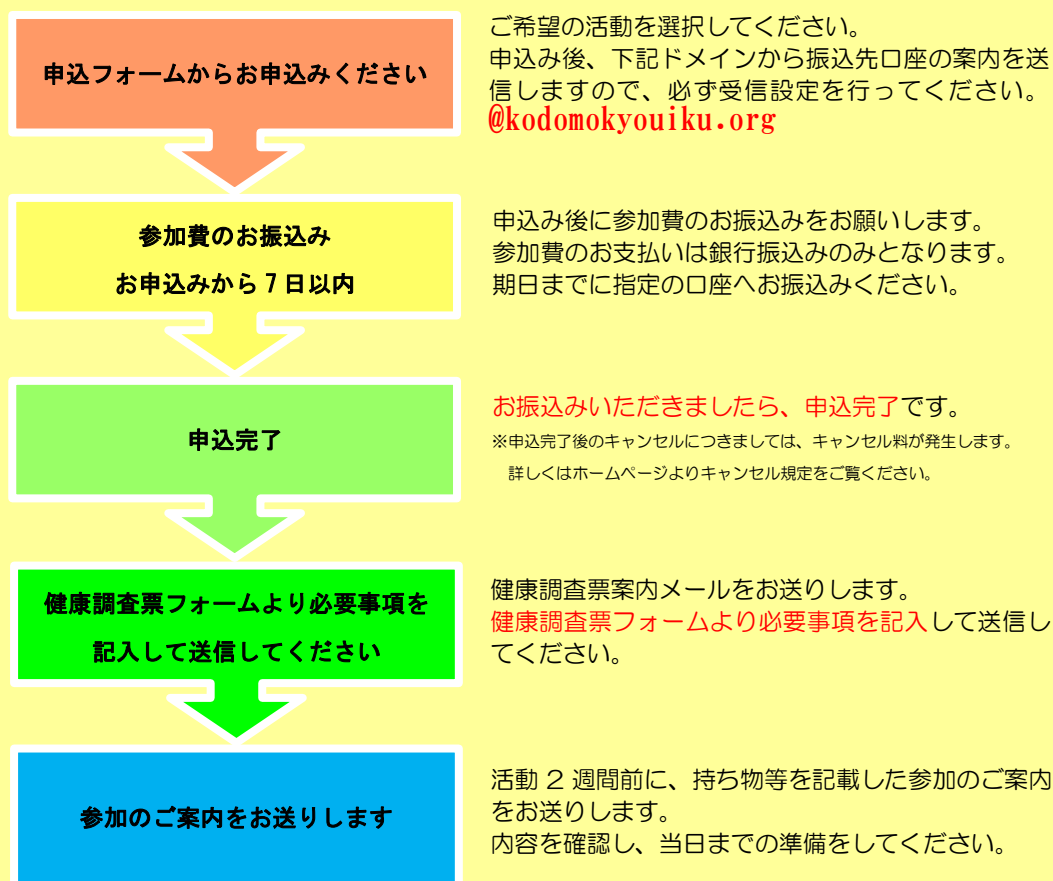 申込フォームからお申込みください
ご希望の活動を選択してください。
申込み後、下記ドメインから振込先口座の案内を送
信しますので、必ず受信設定を行ってください。
@kodomokyouiku.org
参加費のお振込み
お申込みから７日以内
申込み後に参加費のお振込みをお願いします。
参加費のお支払いは銀行振込みのみとなります。
期日までに指定の口座へお振込みください。
申込完了
お振込みいただきましたら、申込完了です。
※申込完了後のキャンセルにつきましては、キャンセル料が発生します。
詳しくはホームページよりキャンセル規定をご覧ください。
健康調査票フォームより必要事項を
記入して送信してください
健康調査票案内メールをお送りします。
健康調査票フォームより必要事項を記入して送信し
てください。
参加のご案内をお送りします
活動２週間前に、持ち物等を記載した参加のご案内
をお送りします。
内容を確認し、当日までの準備をしてください。